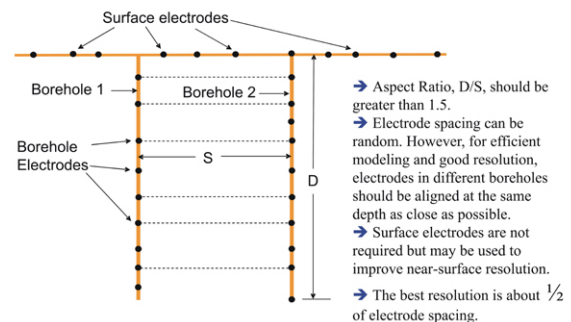 Surface electrodes
Borehole 1
Borehole 2
Borehole
Electrodes
S
D
➔ Aspect Ratio, D/S, should be
greater than 1.5.
➔ Electrode spacing can be
random. However, for efficient
modeling and good resolution,
electrodes in different boreholes
should be aligned at the same
depth as close as possible.
➔ Surface electrodes are not
required but may be used to
improve near-surface resolution.
➔ The best resolution is about ½
of electrode spacing.